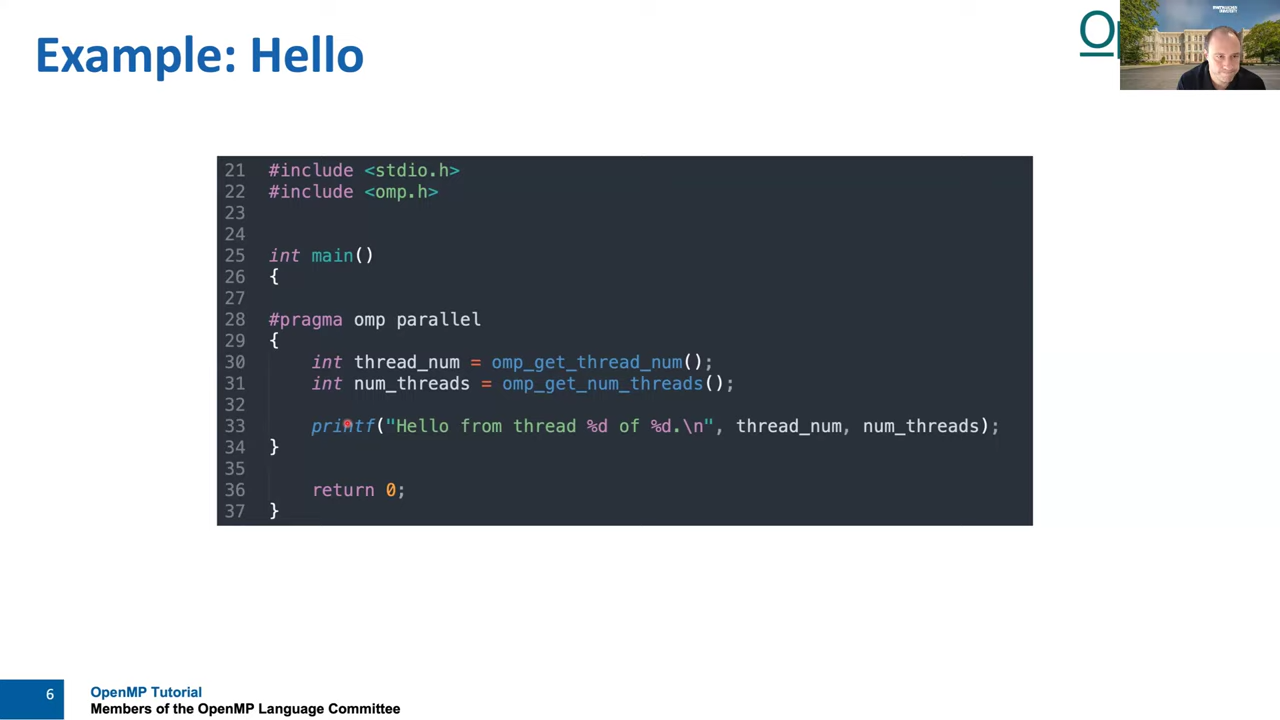 Example: Hello
Op
21 #include <stdio.h>
22 #include <omp.h>
23
24
25 int main()
26 {
27
28 #pragma omp parallel
29 {
30 int thread_num = omp_get_thread_num();
31 int num_threads = omp_get_num_threads();
32
33 printf("Hello from thread %d of %d.\n", thread_num, num_threads);
34 }
35
36 return 0;
37 }
6
OpenMP Tutorial
Members of the OpenMP Language Committee